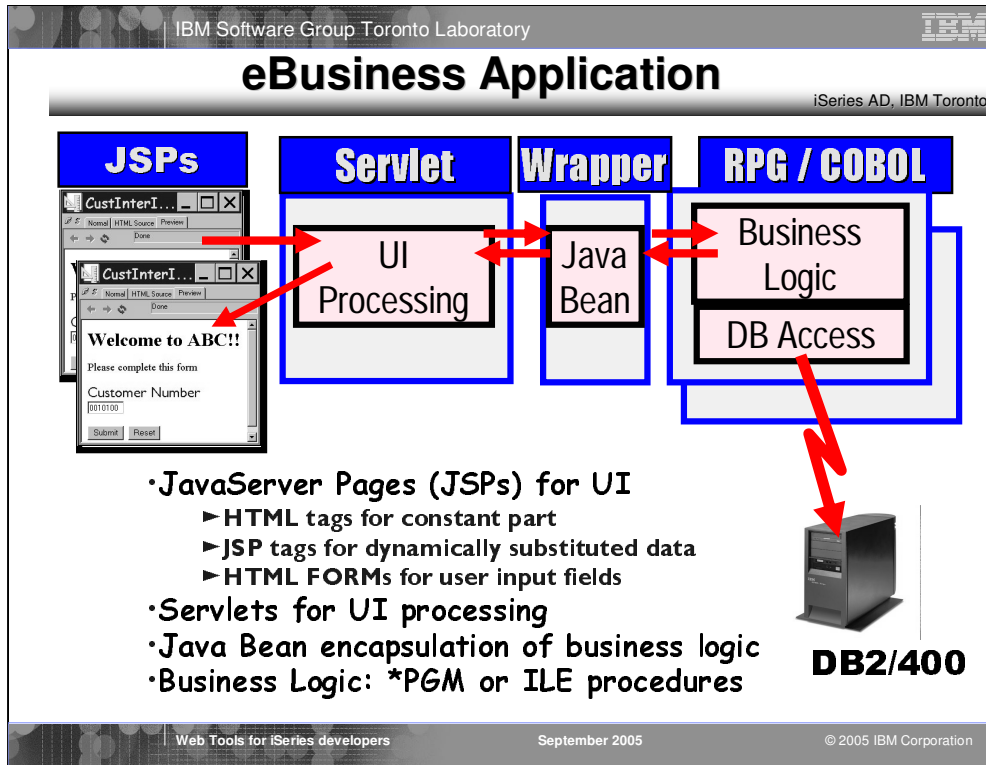 IBM Software Group Toronto Laboratory
IBM
eBusiness Application
iSeries AD, IBM Toronto
JSPs
Servlet
Wrapper
RPG / COBOL
CustInterI...
Normal HTML Source Preview
Done
CustInterI...
Normal HTML Source Preview
Done
Welcome to ABC!!
Please complete this form
Customer Number
0010100
Submit Reset
UI
Processing
Java
Bean
Business
Logic
DB Access
·JavaServer Pages (JSPs) for UI
►HTML tags for constant part
►JSP tags for dynamically substituted data
►HTML FORMs for user input fields
·Servlets for UI processing
·Java Bean encapsulation of business logic
·Business Logic: *PGM or ILE procedures
DB2/400
Web Tools for iSeries developers
September 2005
© 2005 IBM Corporation